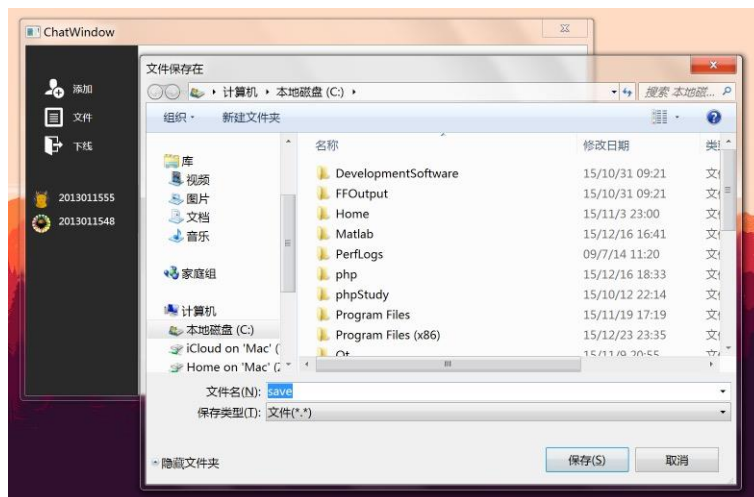 ChatWindow
添加
文件
下线
2013011555
2013011548
文件保存在
计算机 本地磁盘 (C:)
搜索 本地磁... 
组织 新建文件夹
库
视频
图片
文档
音乐
家庭组
计算机
本地磁盘 (C:)
iCloud on 'Mac' (
Home on 'Mac' (
名称 修改日期
DevelopmentSoftware 15/10/31 09:21
FFOutput 15/10/31 09:21
Home 15/11/3 23:00
Matlab 15/12/16 16:41
PerfLogs 09/7/14 11:20
php 15/12/16 18:33
phpStudy 15/10/12 22:14
Program Files 15/11/19 17:19
Program Files (x86) 15/12/23 23:35
Qt 15/11/9 20:55
文件名(N): save
保存类型(T): 文件(*.*)
隐藏文件夹
保存(S) 取消